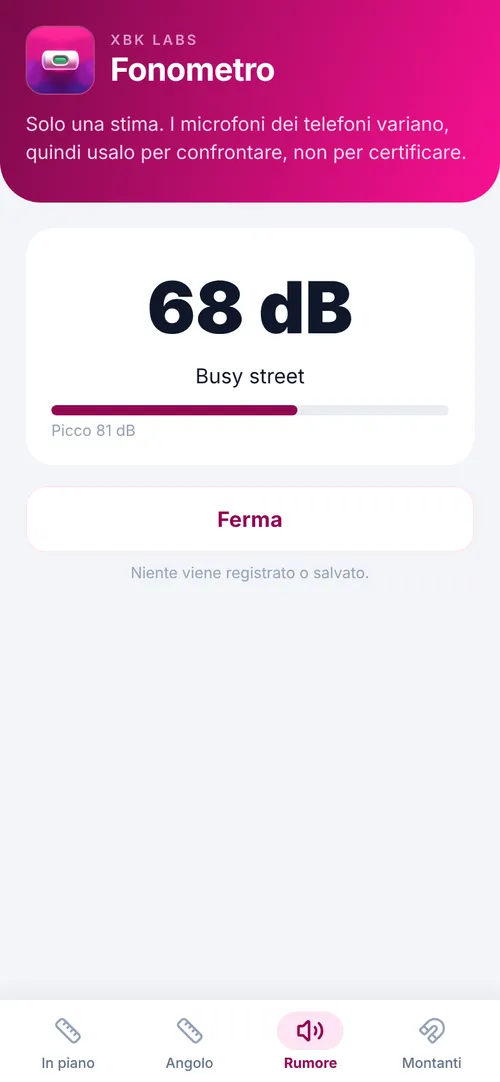 XBK LABS
Fonometro
Solo una stima. I microfoni dei telefoni variano,
quindi usalo per confrontare, non per certificare.
68 dB
Busy street
Picco 81 dB
Ferma
Niente viene registrato o salvato.
In piano
Angolo
Rumore
Montanti